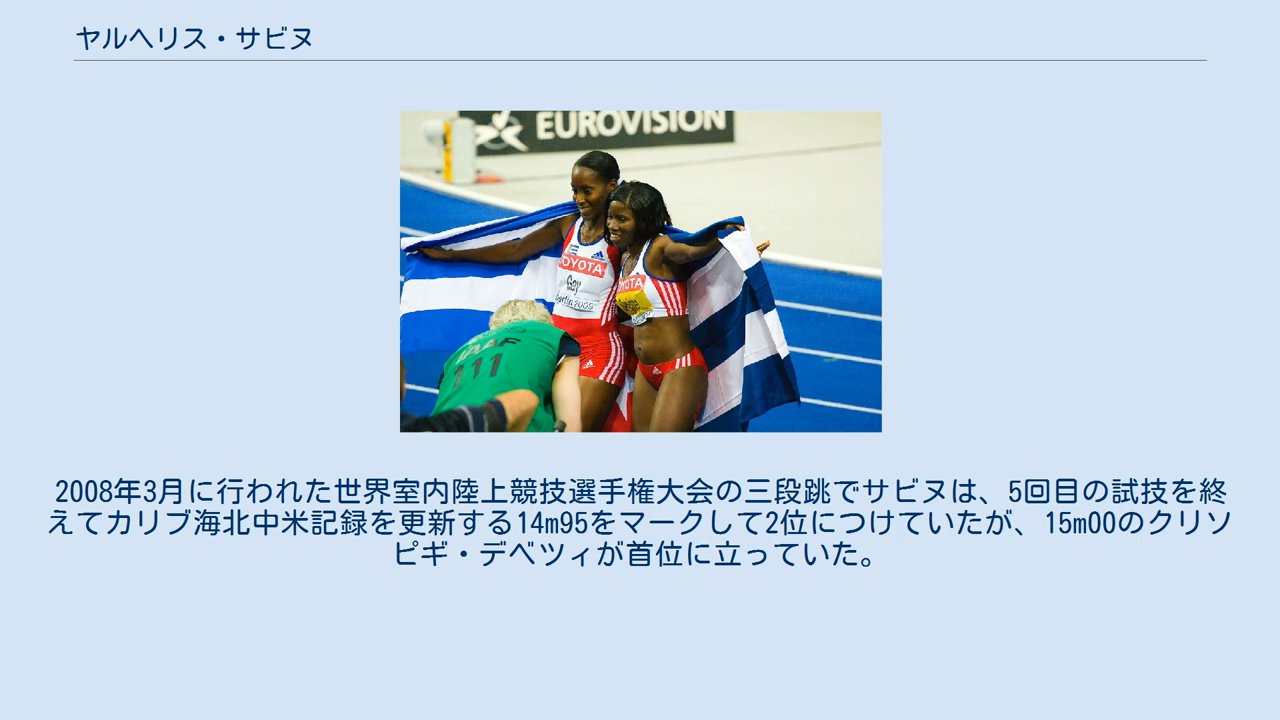 ヤルヘリス・サビヌ
EUROVISION
TOYOTA
Gay
berlin2009
TOYOTA
IAAF
111
2008年3月に行われた世界室内陸上競技選手権大会の三段跳でサビヌは、5回目の試技を終
えてカリブ海北中米記録を更新する14m95をマークして2位につけていたが、15m00のクリソ
ピギ・デベツィが首位に立っていた。